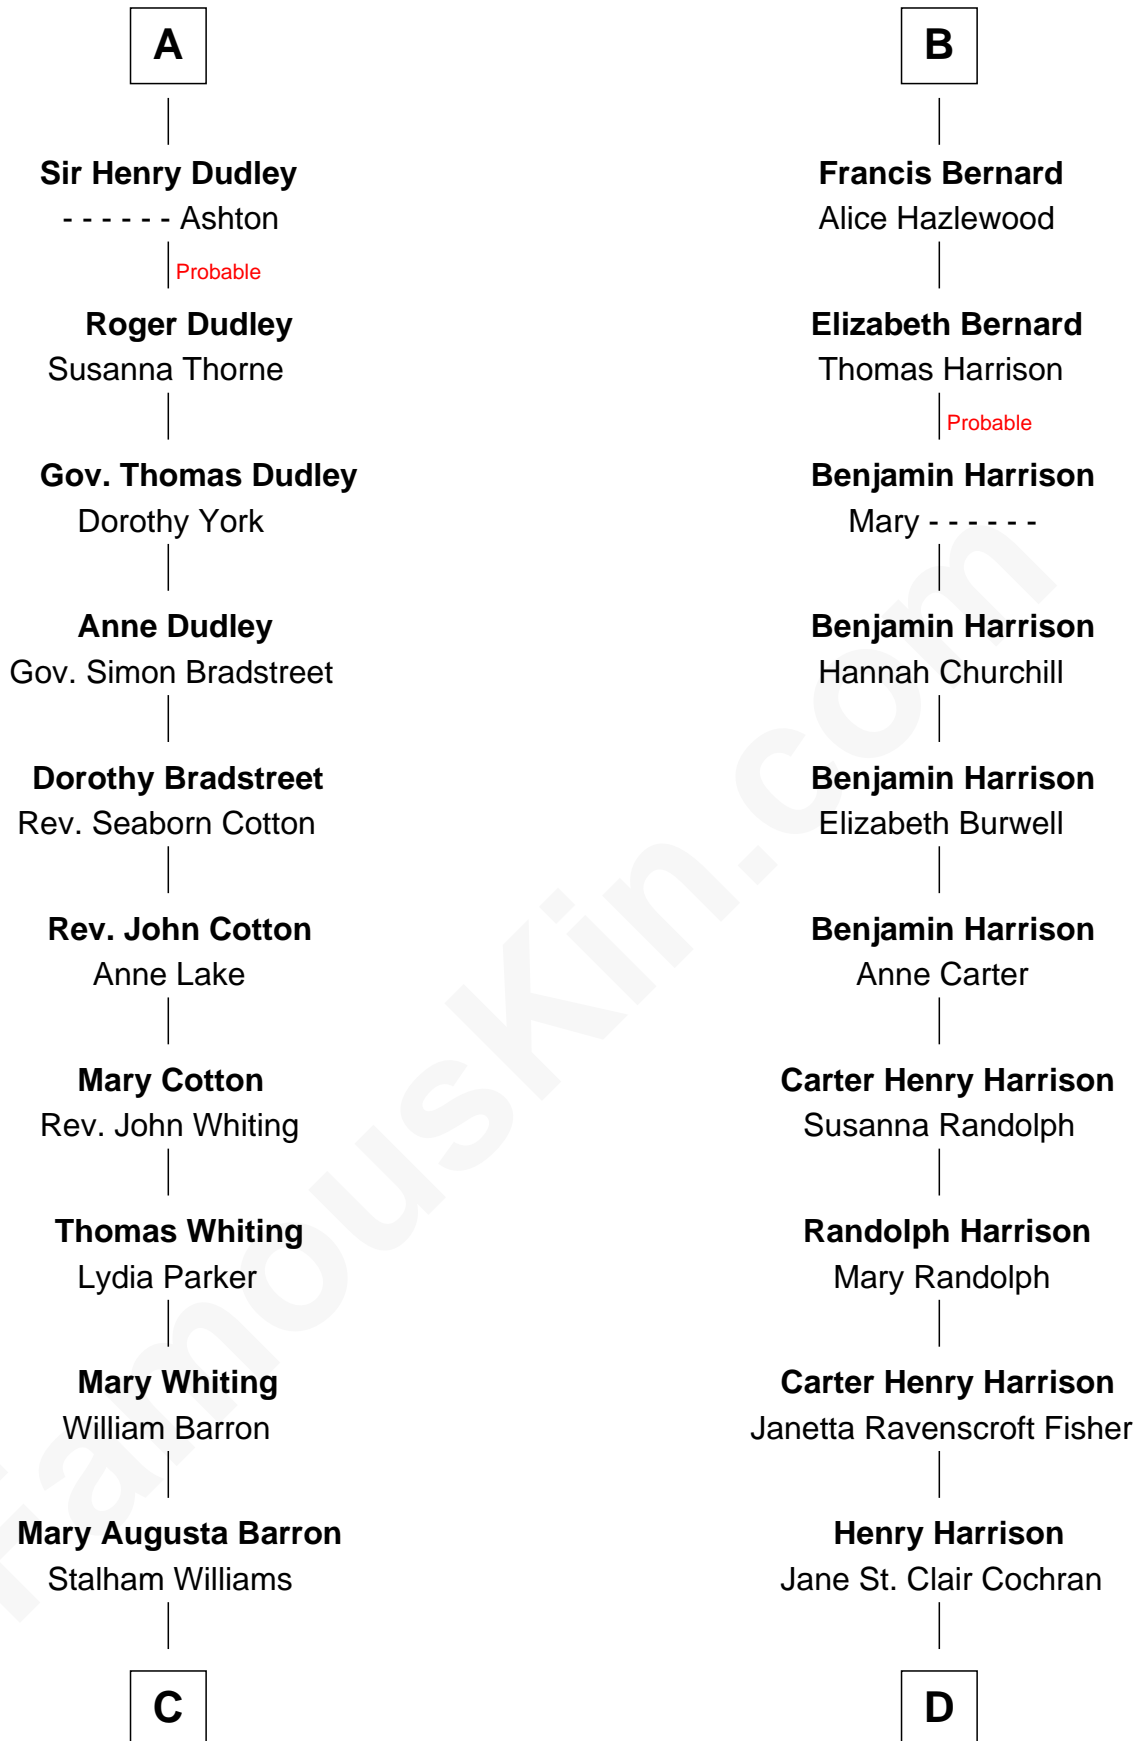 A
Sir Henry Dudley
- - - - - - Ashton
Probable
Roger Dudley
Susanna Thorne
Gov. Thomas Dudley
Dorothy York
Anne Dudley
Gov. Simon Bradstreet
Dorothy Bradstreet
Rev. Seaborn Cotton
Rev. John Cotton
Anne Lake
Mary Cotton
Rev. John Whiting
Thomas Whiting
Lydia Parker
Mary Whiting
William Barron
Mary Augusta Barron
Stalham Williams
C
B
Francis Bernard
Alice Hazlewood
Elizabeth Bernard
Thomas Harrison
Probable
Benjamin Harrison
Mary - - - - - -
Benjamin Harrison
Hannah Churchill
Benjamin Harrison
Elizabeth Burwell
Benjamin Harrison
Anne Carter
Carter Henry Harrison
Susanna Randolph
Randolph Harrison
Mary Randolph
Carter Henry Harrison
Janetta Ravenscroft Fisher
Henry Harrison
Jane St. Clair Cochran
D
FamousKin.com